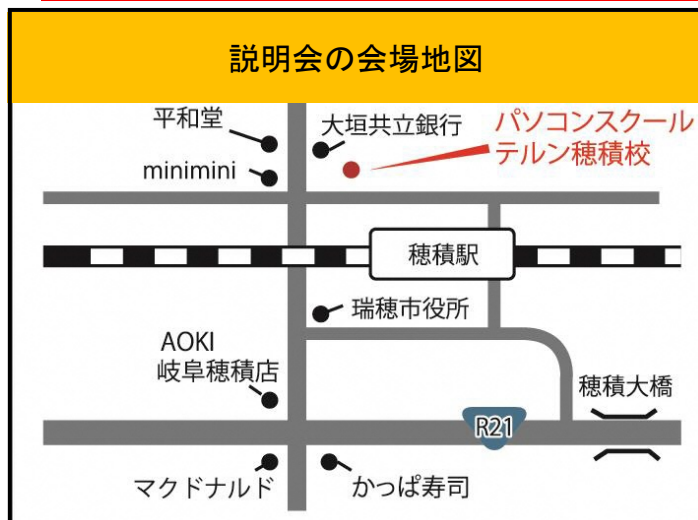 説明会の会場地図
平和堂
大垣共立銀行
パソコンスクール
テルン穂積校
minimini
穂積駅
瑞穂市役所
AOKI
岐阜穂積店
穂積大橋
R21
マクドナルド
かっぱ寿司